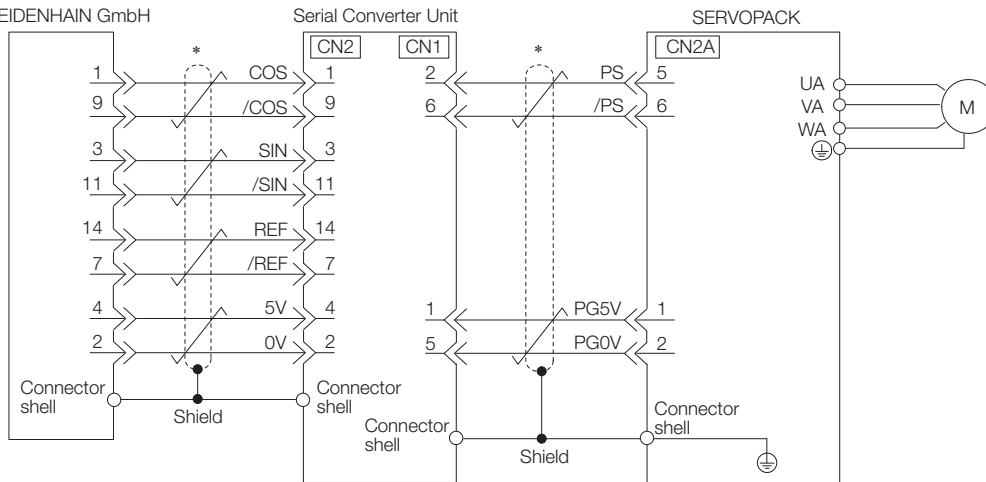 EIDENHAIN GmbH
Serial Converter Unit
SERVOPACK
CN2
CN1
CN2A
*
*
1 COS 1
9 /COS 9
3 SIN 3
11 /SIN 11
14 REF 14
7 /REF 7
4 5V 4
2 0V 2
2 PS 5
6 /PS 6
1 PG5V 1
5 PG0V 2
UA
VA
WA
M
Connector
shell
Shield
Connector
shell
Connector
shell
Shield
Connector
shell